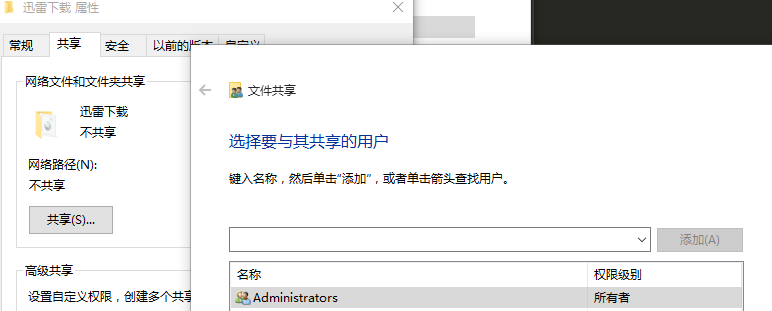 迅雷下载 属性
常规
共享
安全
以前的版本
自定义
网络文件和文件夹共享
迅雷下载
不共享
网络路径(N):
不共享
共享(S)...
高级共享
设置自定义权限，创建多个共享
文件共享
选择要与其共享的用户
键入名称，然后单击“添加”，或者单击箭头查找用户。
添加(A)
名称
权限级别
Administrators
所有者